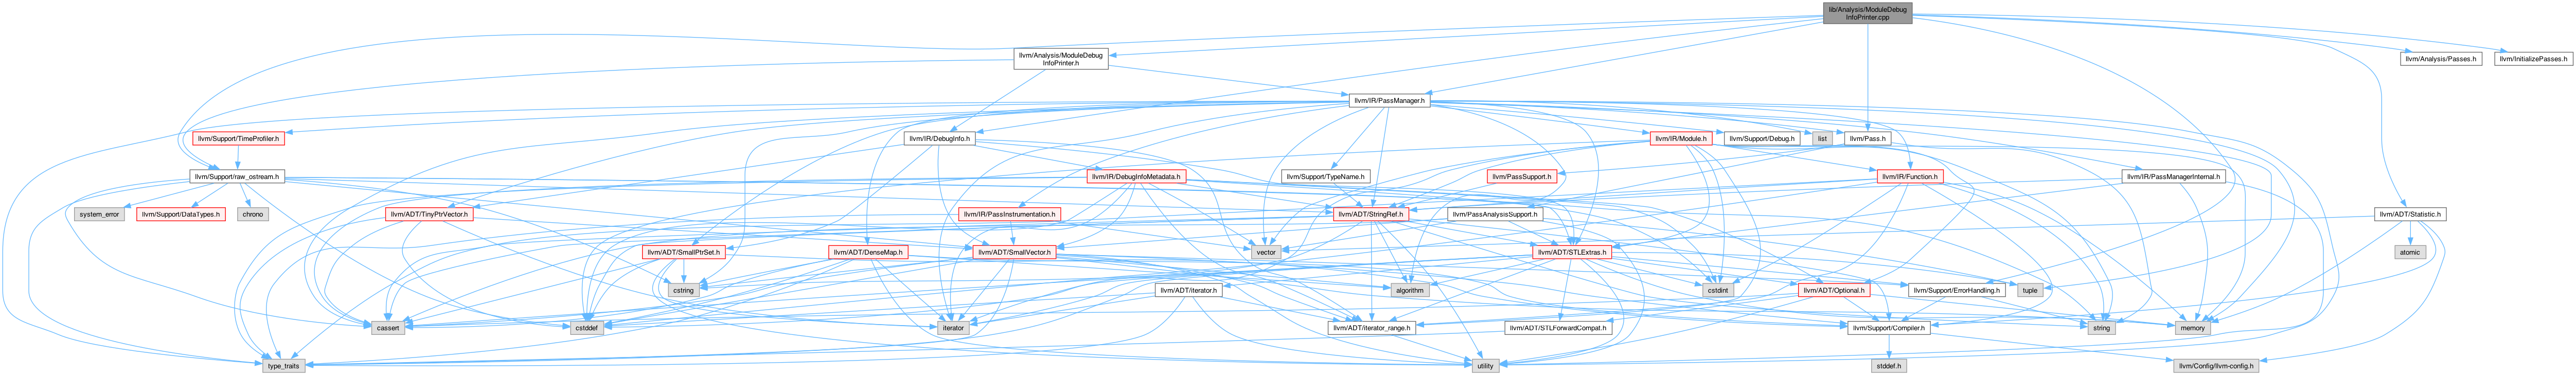 lib/Analysis/ModuleDebug
InfoPrinter.cpp
llvm/Analysis/ModuleDebug
InfoPrinter.h
llvm/Analysis/Passes.h
llvm/InitializePasses.h
llvm/IR/PassManager.h
llvm/Support/TimeProfiler.h
llvm/IR/DebugInfo.h
llvm/IR/Module.h
llvm/Support/Debug.h
list
llvm/Pass.h
llvm/Support/raw_ostream.h
llvm/IR/DebugInfoMetadata.h
llvm/Support/TypeName.h
llvm/PassSupport.h
llvm/IR/Function.h
llvm/IR/PassManagerInternal.h
system_error
llvm/Support/DataTypes.h
chrono
llvm/ADT/TinyPtrVector.h
llvm/IR/PassInstrumentation.h
llvm/ADT/StringRef.h
llvm/PassAnalysisSupport.h
llvm/ADT/Statistic.h
llvm/ADT/SmallPtrSet.h
llvm/ADT/DenseMap.h
llvm/ADT/SmallVector.h
vector
llvm/ADT/STLExtras.h
atomic
cstring
llvm/ADT/iterator.h
algorithm
cstdint
llvm/ADT/Optional.h
llvm/Support/ErrorHandling.h
tuple
cassert
cstddef
iterator
llvm/ADT/iterator_range.h
llvm/ADT/STLForwardCompat.h
llvm/Support/Compiler.h
string
memory
type_traits
utility
stddef.h
llvm/Config/llvm-config.h